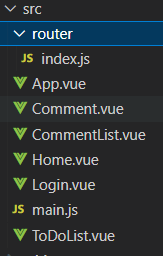 src
router
JS index.js
App.vue
Comment.vue
CommentList.vue
Home.vue
Login.vue
JS main.js
ToDoList.vue